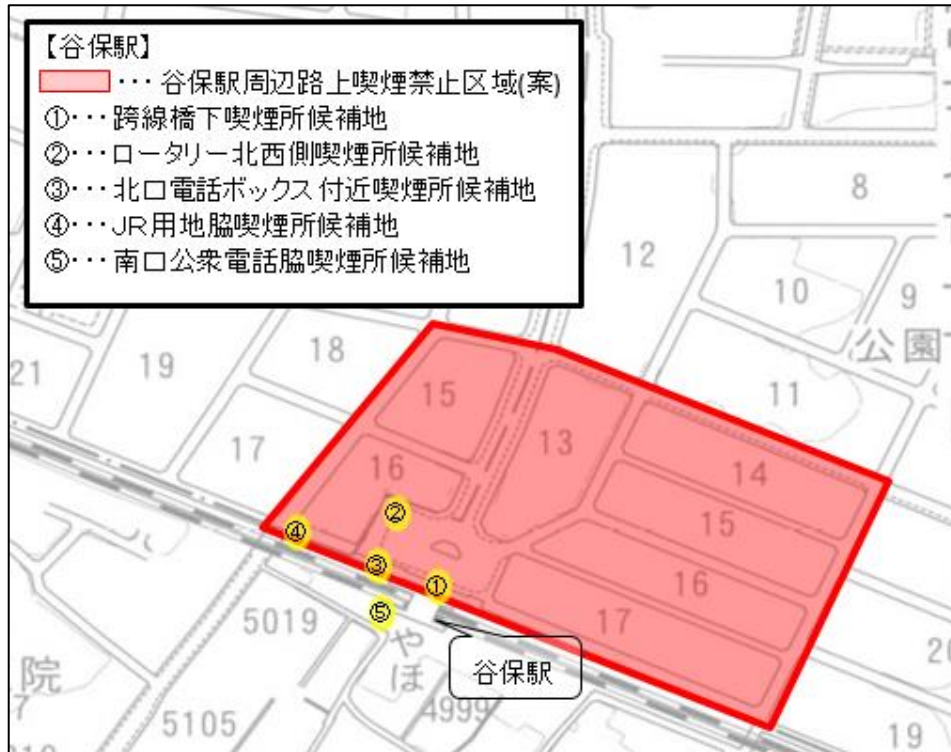 【谷保駅】
･･･ 谷保駅周辺路上喫煙禁止区域(案)
①･･･跨線橋下喫煙所候補地
②･･･ロータリー北西側喫煙所候補地
③･･･北口電話ボックス付近喫煙所候補地
④･･･JR用地脇喫煙所候補地
⑤･･･南口公衆電話脇喫煙所候補地
8
12
10
9
公園
18
19
21
15
11
13
17
16
14
②
15
④
③
①
16
⑤
5019
17
やほ
谷保駅
院
4999
5105
19